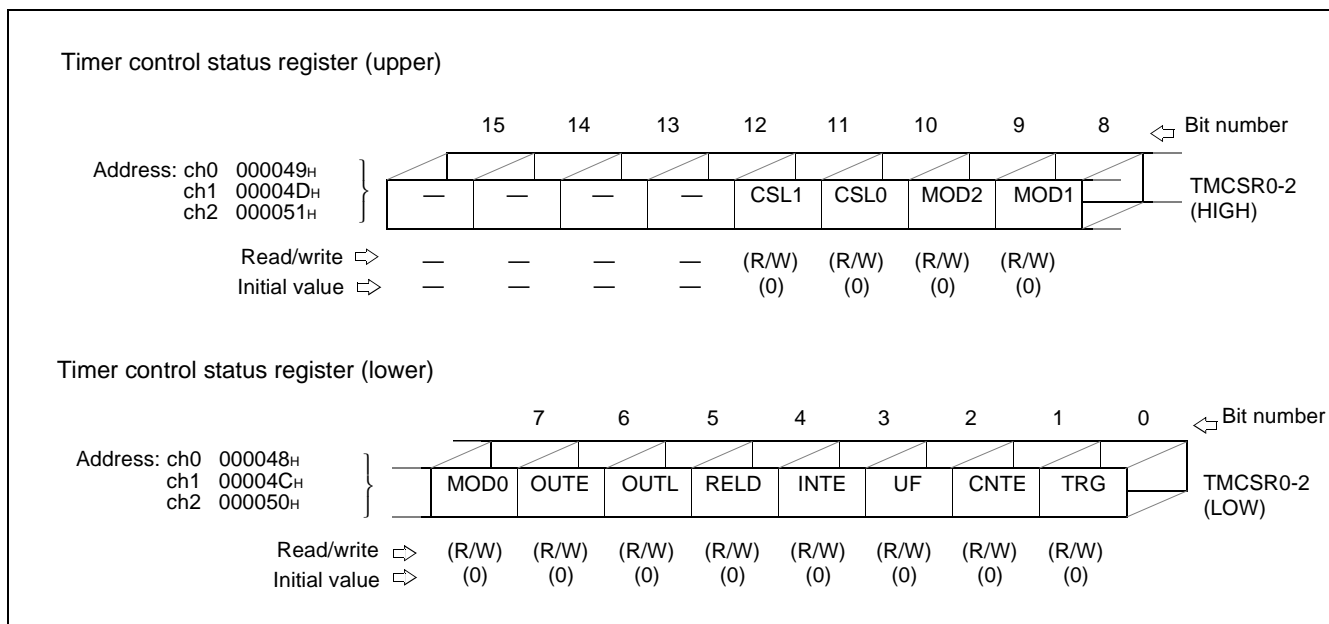 Timer control status register (upper)
15 14 13 12 11 10 9 8 Bit number
Address: ch0 000049H
ch1 00004DH
ch2 000051H
— — — — CSL1 CSL0 MOD2 MOD1
TMCSR0-2
(HIGH)
Read/write — — — — (R/W) (R/W) (R/W) (R/W)
Initial value — — — — (0) (0) (0) (0)
Timer control status register (lower)
7 6 5 4 3 2 1 0 Bit number
Address: ch0 000048H
ch1 00004CH
ch2 000050H
MOD0 OUTE OUTL RELD INTE UF CNTE TRG
TMCSR0-2
(LOW)
Read/write (R/W) (R/W) (R/W) (R/W) (R/W) (R/W) (R/W) (R/W)
Initial value (0) (0) (0) (0) (0) (0) (0) (0)